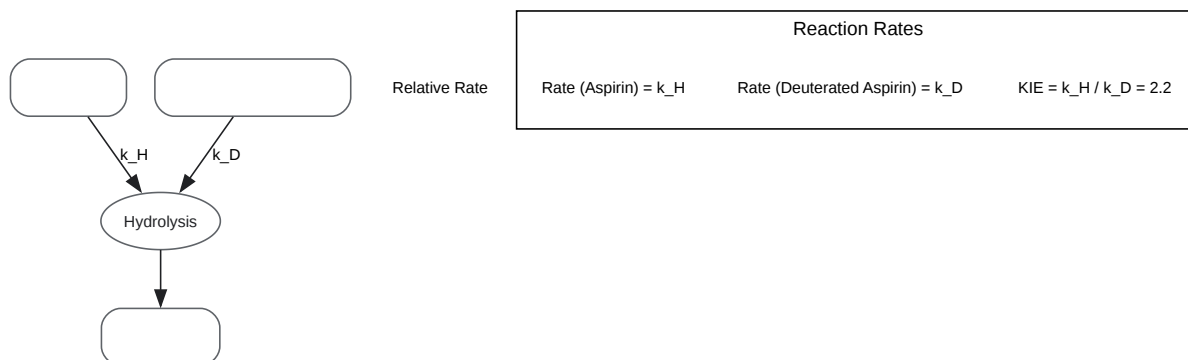 Reaction Rates
Relative Rate
Rate (Aspirin) = k_H
Rate (Deuterated Aspirin) = k_D
KIE = k_H / k_D = 2.2
k_H
k_D
Hydrolysis